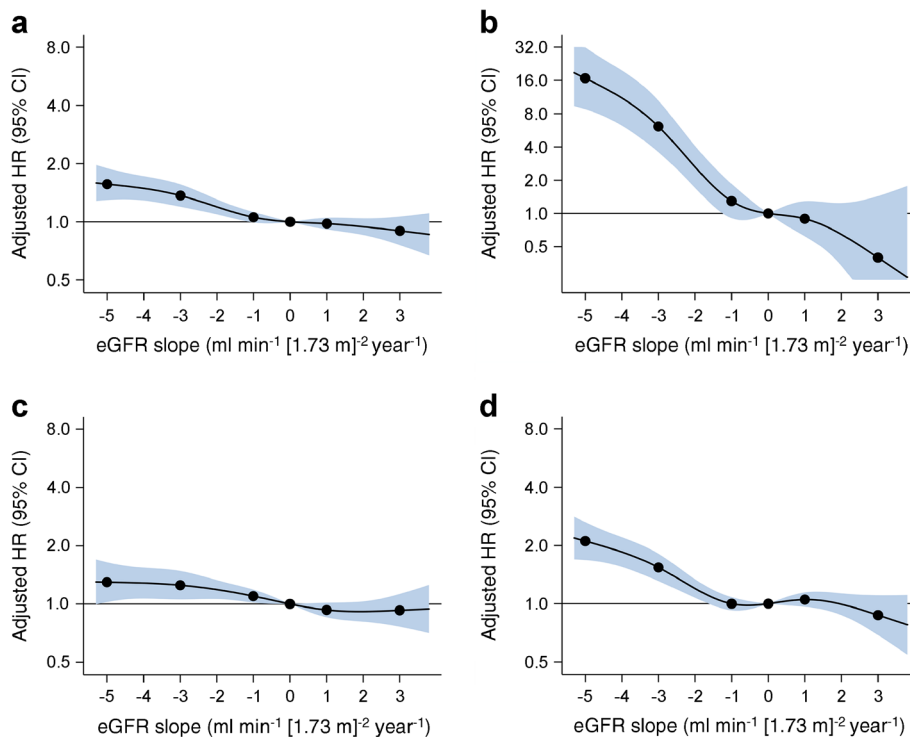 a
Adjusted HR (95% CI)
8.0
4.0
2.0
1.0
0.5
-5 -4 -3 -2 -1 0 1 2 3
eGFR slope (ml min⁻¹ [1.73 m]⁻² year⁻¹)
b
Adjusted HR (95% CI)
32.0
16.0
8.0
4.0
2.0
1.0
0.5
-5 -4 -3 -2 -1 0 1 2 3
eGFR slope (ml min⁻¹ [1.73 m]⁻² year⁻¹)
c
Adjusted HR (95% CI)
8.0
4.0
2.0
1.0
0.5
-5 -4 -3 -2 -1 0 1 2 3
eGFR slope (ml min⁻¹ [1.73 m]⁻² year⁻¹)
d
Adjusted HR (95% CI)
8.0
4.0
2.0
1.0
0.5
-5 -4 -3 -2 -1 0 1 2 3
eGFR slope (ml min⁻¹ [1.73 m]⁻² year⁻¹)